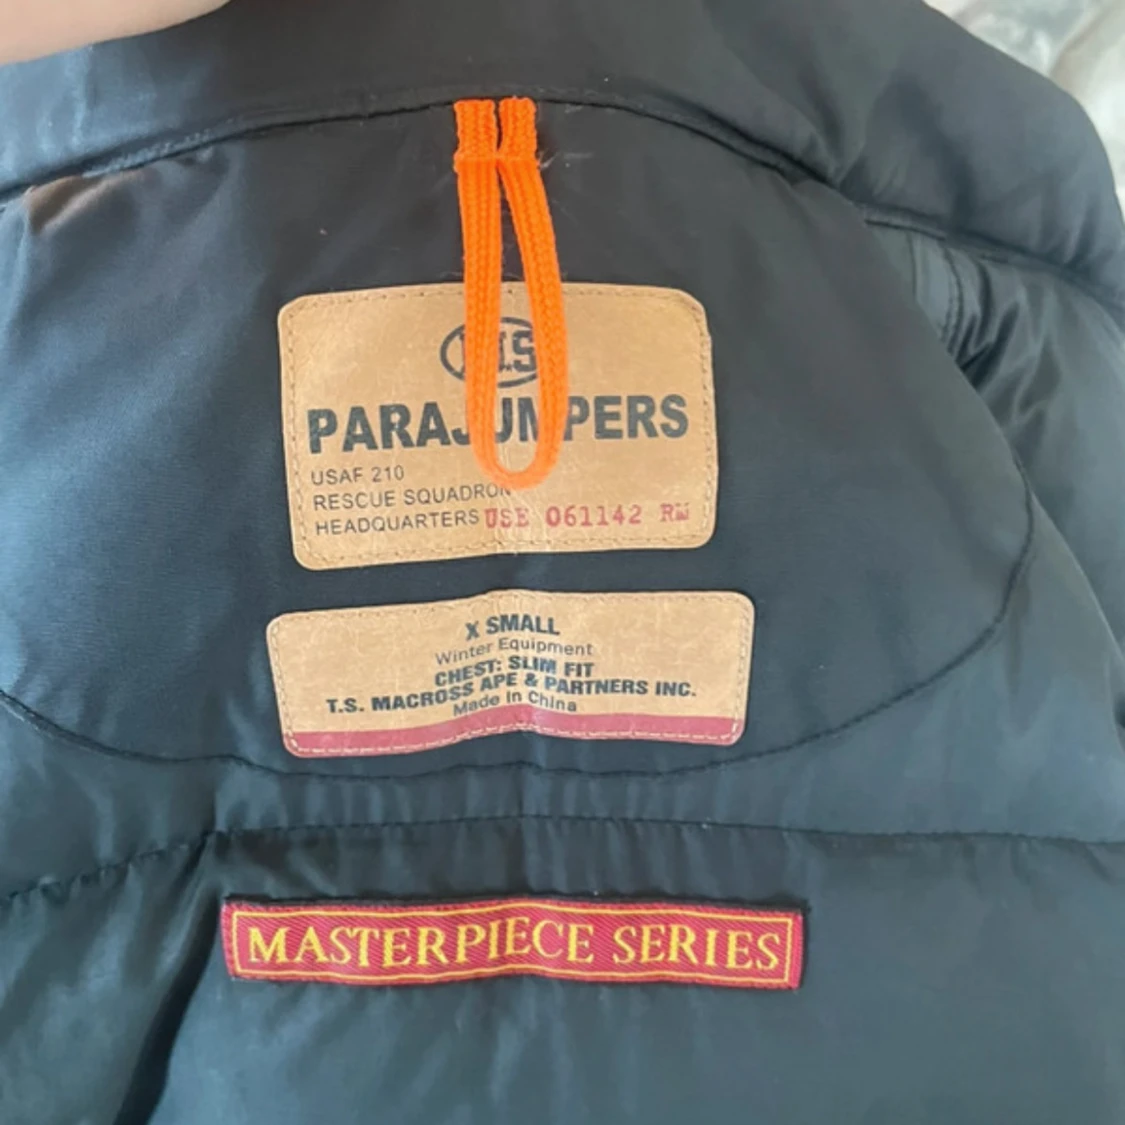 U.S
PARAJUMPERS
USAF 210
RESCUE SQUADRON
HEADQUARTERS USE 061142 RW
X SMALL
Winter Equipment
CHEST: SLIM FIT
T.S. MACROSS APE & PARTNERS INC.
Made in China
MASTERPIECE SERIES